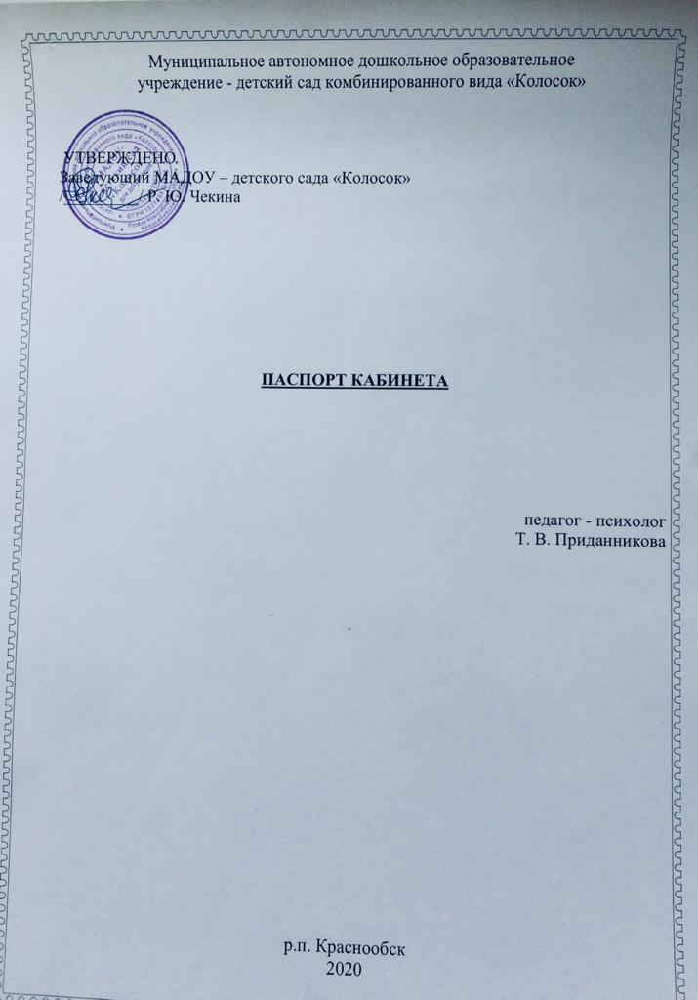 Муниципальное автономное дошкольное образовательное
учреждение - детский сад комбинированного вида «Колосок»
УТВЕРЖДЕНО.
Заведующий МАДОУ – детского сада «Колосок»
Р. Ю. Чекина
ПАСПОРТ КАБИНЕТА
педагог - психолог
Т. В. Приданникова
р.п. Краснообск
2020